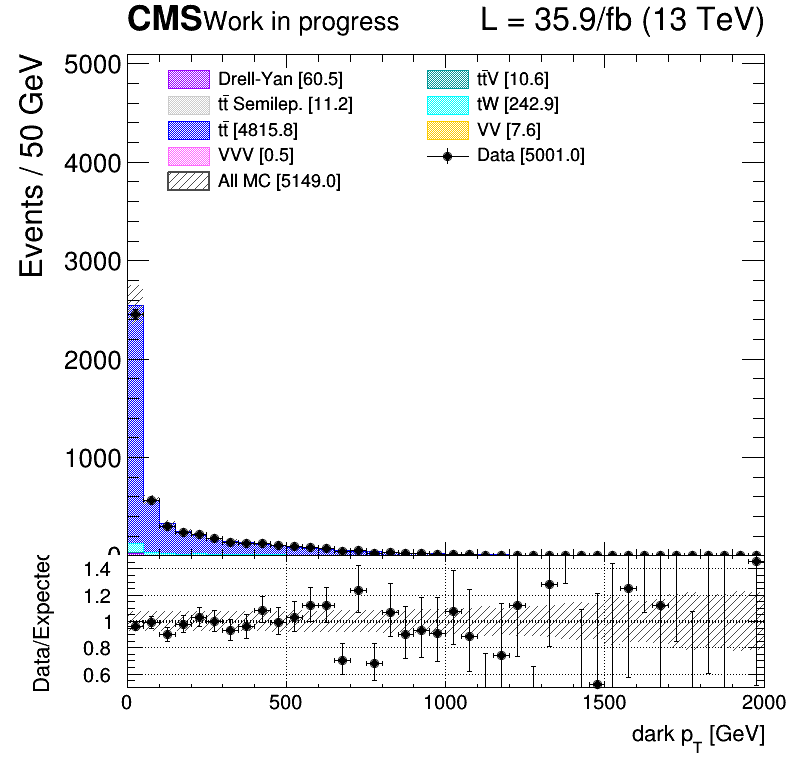 CMS Work in progress L = 35.9/fb (13 TeV)
Events / 50 GeV
5000
4000
3000
2000
1000
0
Drell-Yan [60.5]
tt̄ Semilep. [11.2]
tt̄ [4815.8]
VVV [0.5]
All MC [5149.0]
tt̄V [10.6]
tW [242.9]
VV [7.6]
Data [5001.0]
Data/Expected
1.4
1.2
1
0.8
0.6
0 500 1000 1500 2000
dark p_T [GeV]